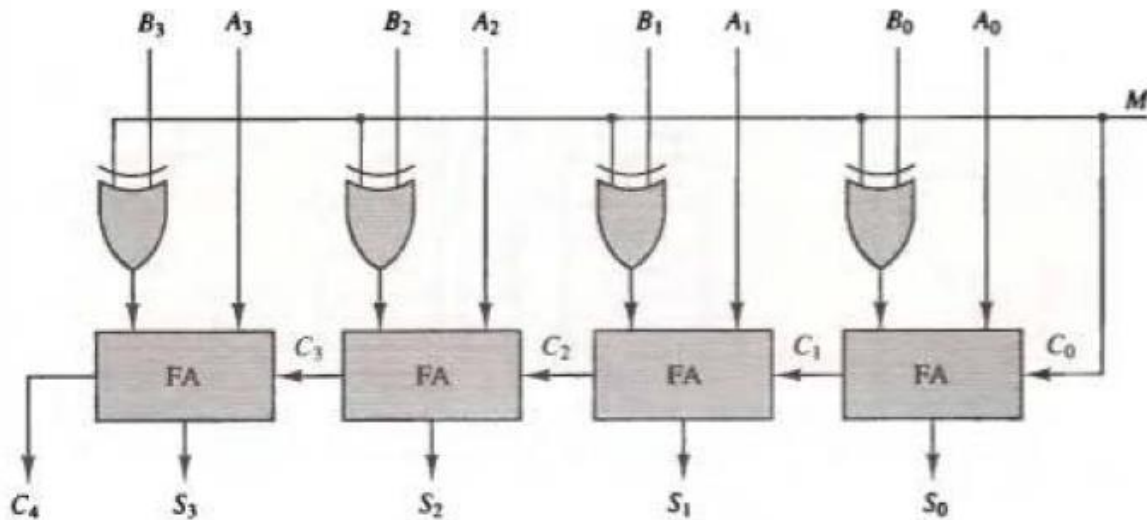 B₃ A₃ B₂ A₂ B₁ A₁ B₀ A₀
M
C₃ C₂ C₁ C₀
FA FA FA FA
C₄ S₃ S₂ S₁ S₀